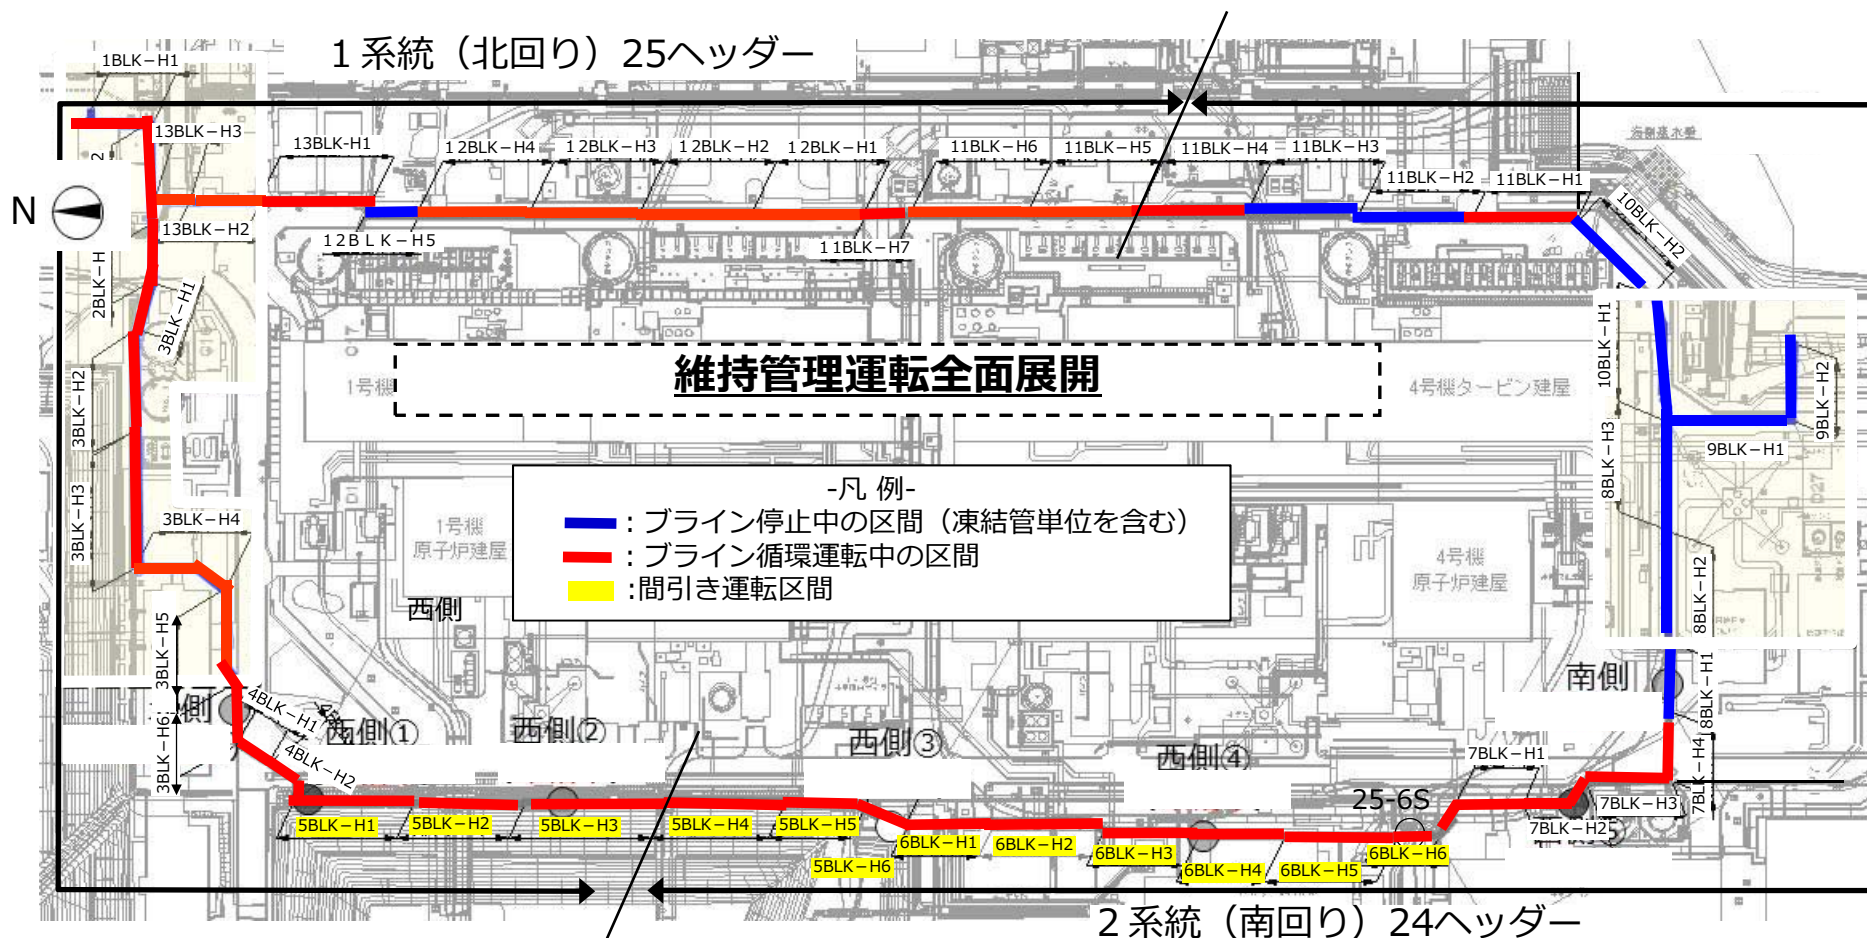 1系統（北回り）25ヘッダー
1BLK−H1
13BLK−H3
13BLK-H1
12BLK−H4
12BLK−H3
12BLK−H2
12BLK−H1
11BLK−H6
11BLK−H5
11BLK−H4
11BLK−H3
11BLK−H2
11BLK−H1
海側遮水壁
10BLK−H2
N
13BLK−H2
12BLK−H5
11BLK−H7
2BLK−H
3BLK−H1
10BLK−H1
維持管理運転全面展開
1号機
4号機タービン建屋
3BLK−H2
9BLK−H2
9BLK−H1
8BLK−H3
3BLK−H3
3BLK−H4
-凡 例-
：ブライン停止中の区間（凍結管単位を含む）
：ブライン循環運転中の区間
：間引き運転区間
1号機
原子炉建屋
4号機
原子炉建屋
西側
D27
8BLK−H2
3BLK−H5
8BLK−H1
南側
側
4BLK−H1
西側①
西側②
西側③
西側④
3BLK−H6
4BLK−H2
7BLK−H1
7BLK−H4
25-6S
7BLK−H3
7BLK−H2
5BLK−H1
5BLK−H2
5BLK−H3
5BLK−H4
5BLK−H5
5BLK−H6
6BLK−H1
6BLK−H2
6BLK−H3
6BLK−H4
6BLK−H5
6BLK−H6
2系統（南回り）24ヘッダー